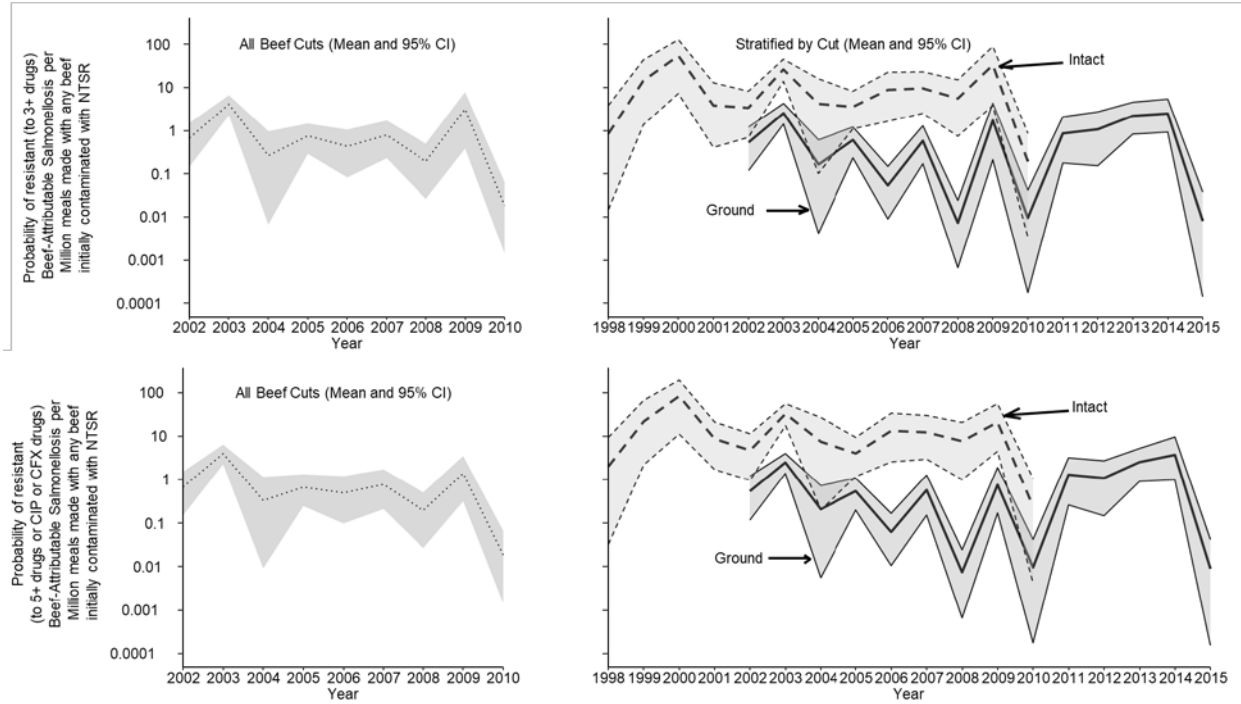 Probability of resistant (to 3+ drugs)
Beef-Attributable Salmonellosis per
Million meals made with any beef
initially contaminated with NTSR
All Beef Cuts (Mean and 95% CI)
100
10
1
0.1
0.01
0.001
0.0001
2002 2003 2004 2005 2006 2007 2008 2009 2010
Year
Stratified by Cut (Mean and 95% CI)
Intact
Ground
1998 1999 2000 2001 2002 2003 2004 2005 2006 2007 2008 2009 2010 2011 2012 2013 2014 2015
Year
Probability of resistant
(to 5+ drugs or CIP or CFX drugs)
Beef-Attributable Salmonellosis per
Million meals made with any beef
initially contaminated with NTSR
All Beef Cuts (Mean and 95% CI)
100
10
1
0.1
0.01
0.001
0.0001
2002 2003 2004 2005 2006 2007 2008 2009 2010
Year
Intact
Ground
1998 1999 2000 2001 2002 2003 2004 2005 2006 2007 2008 2009 2010 2011 2012 2013 2014 2015
Year